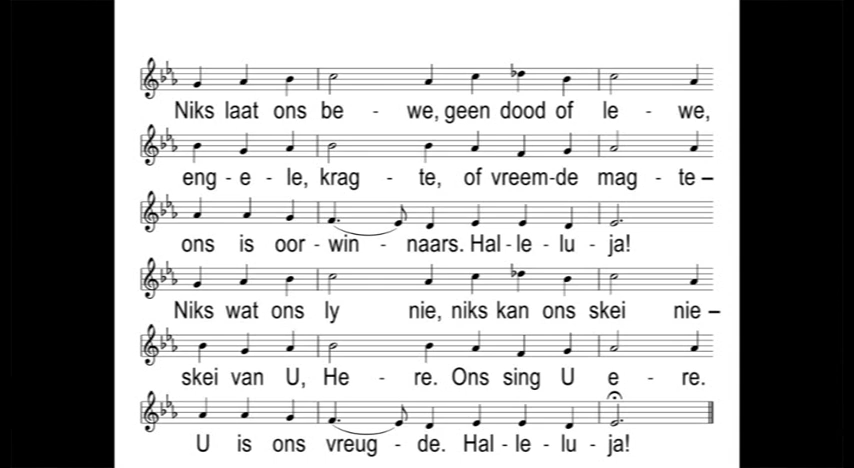 Niks laat ons be - we, geen dood of le - we,
eng - e - le, krag - te, of vreem-de mag - te –
ons is oor - win - naars. Hal - le - lu - ja!
Niks wat ons ly nie, niks kan ons skei nie –
skei van U, He - re. Ons sing U e - re.
U is ons vreug - de. Hal - le - lu - ja!